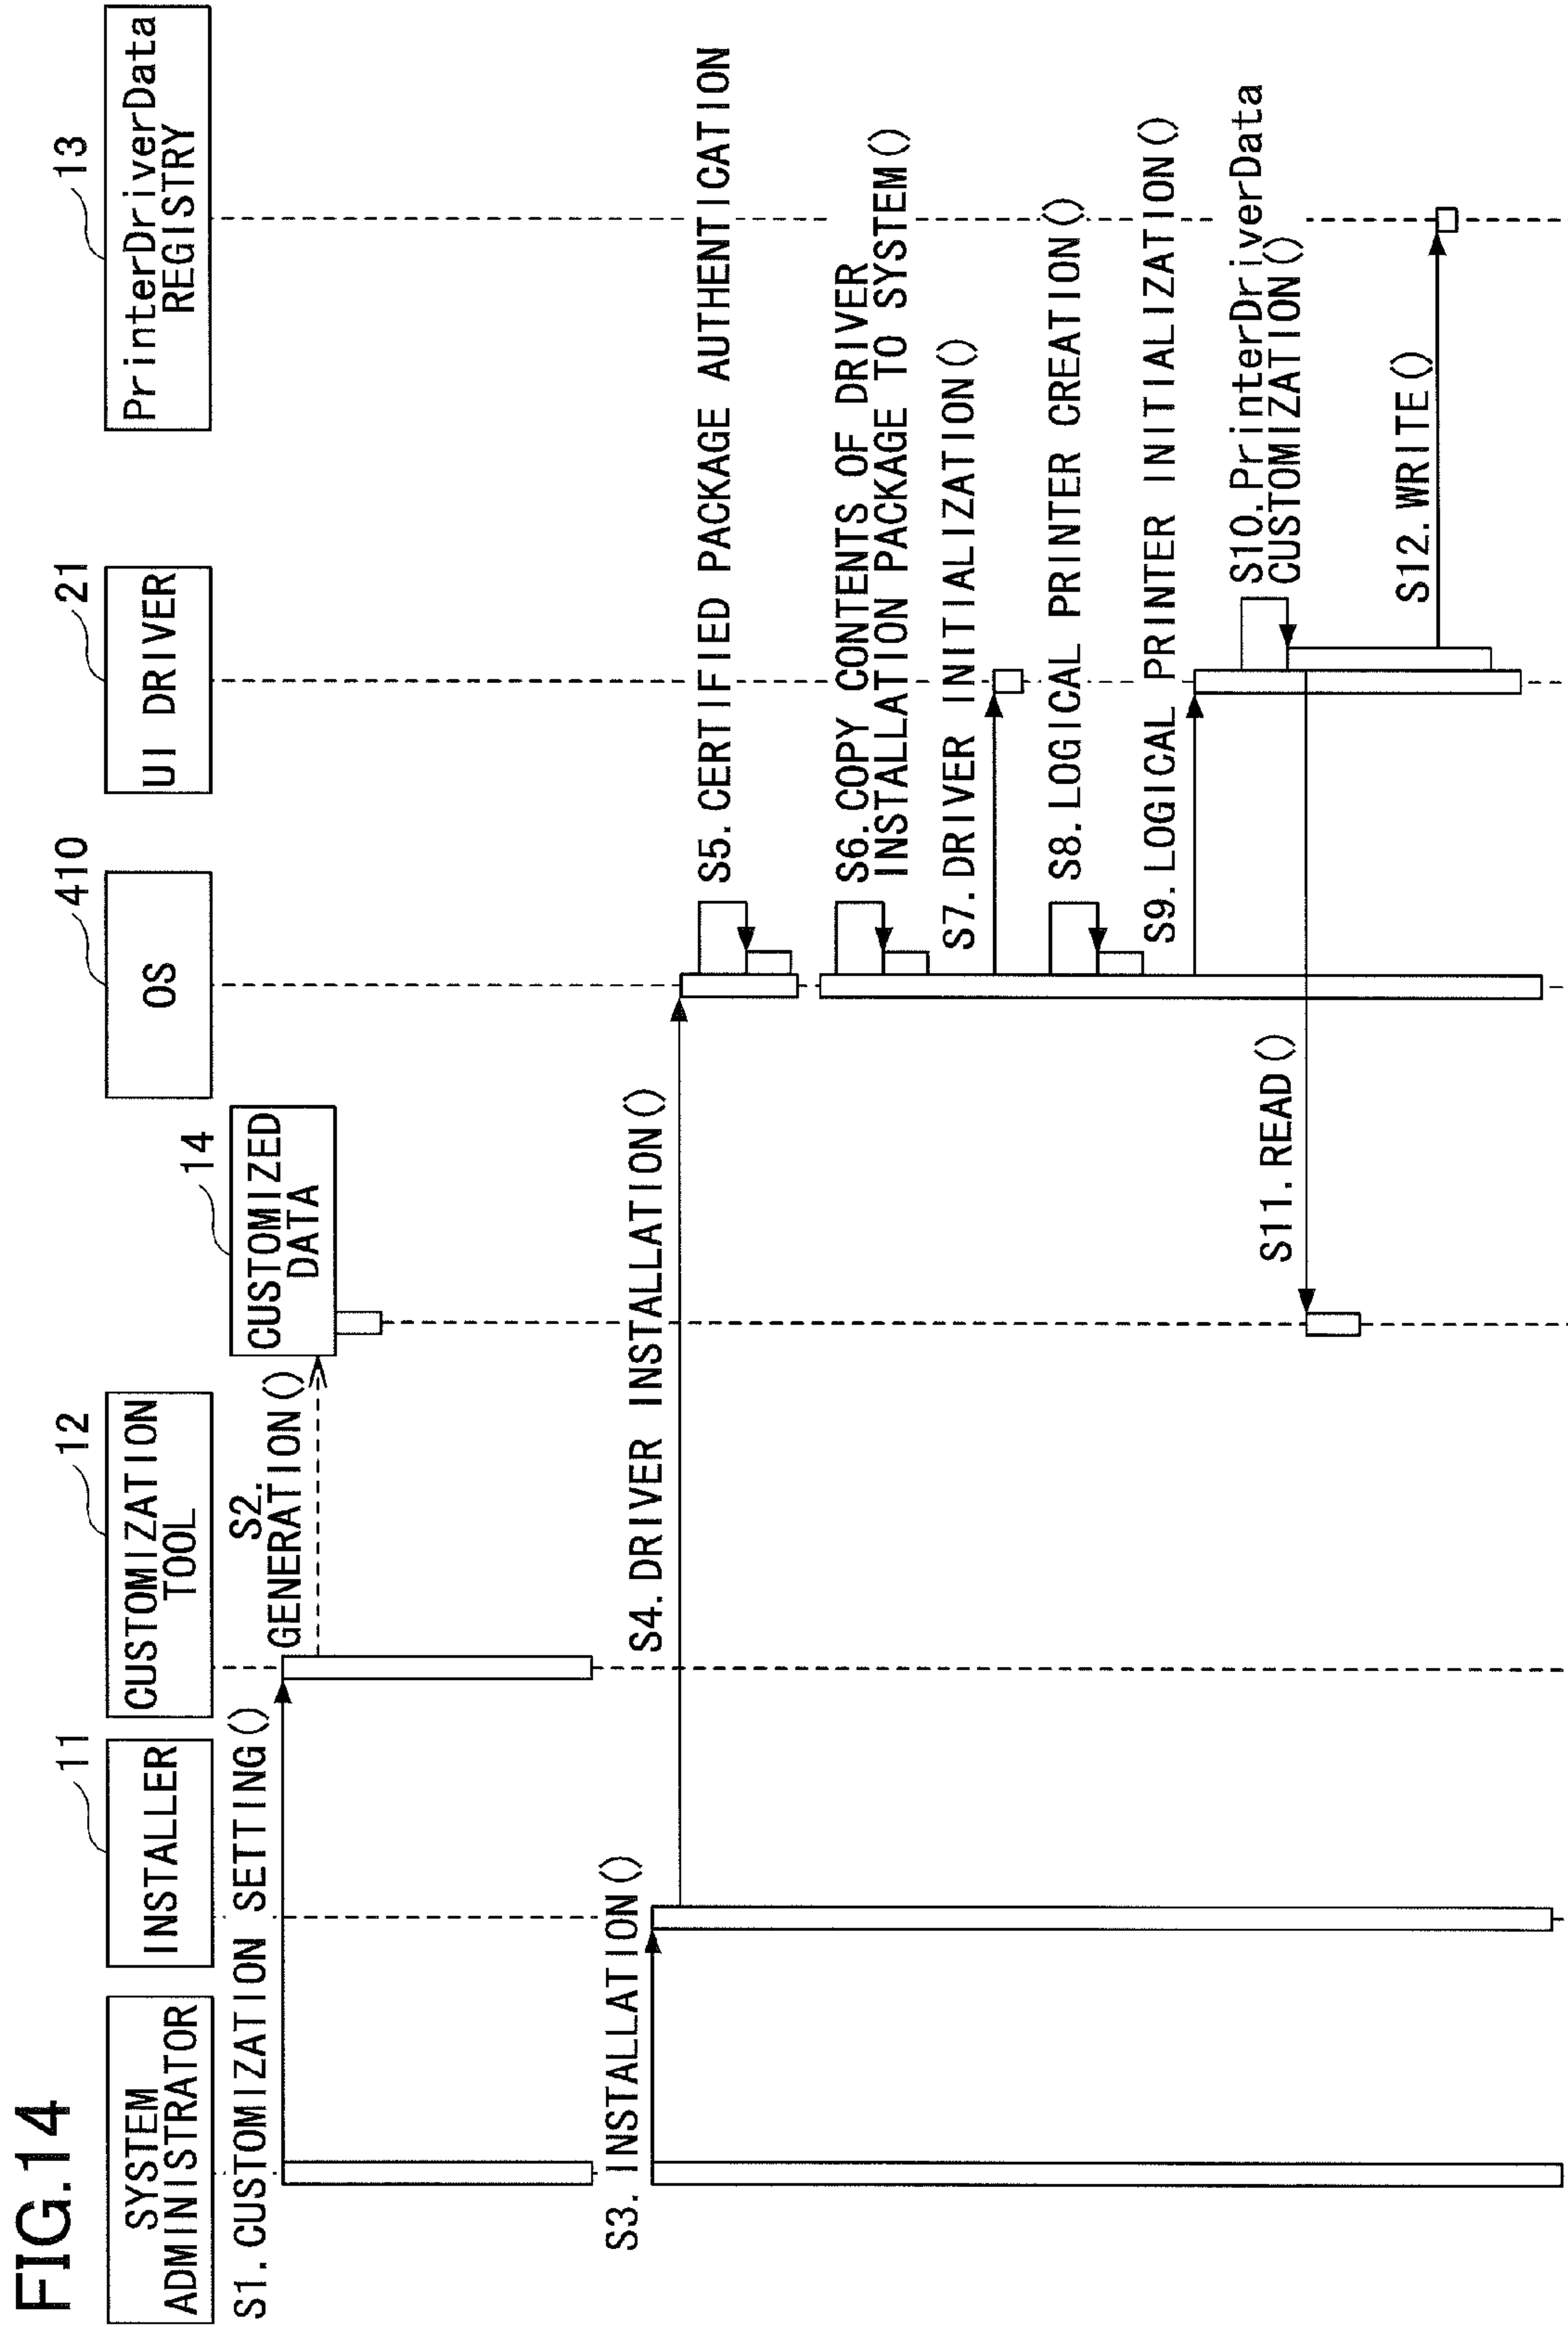 FIG.14
SYSTEM
ADMINISTRATOR
11
INSTALLER
12
CUSTOMIZATION
TOOL
14
CUSTOMIZED
DATA
410
OS
21
UI DRIVER
13
PrinterDriverData
REGISTRY
S1.CUSTOMIZATION SETTING()
S2.
GENERATION()
S3. INSTALLATION()
S4. DRIVER INSTALLATION()
S5. CERTIFIED PACKAGE AUTHENTICATION
S6. COPY CONTENTS OF DRIVER
INSTALLATION PACKAGE TO SYSTEM()
S7. DRIVER INITIALIZATION()
S8. LOGICAL PRINTER CREATION()
S9. LOGICAL PRINTER INITIALIZATION()
S10. PrinterDriverData
CUSTOMIZATION()
S11. READ()
S12. WRITE()